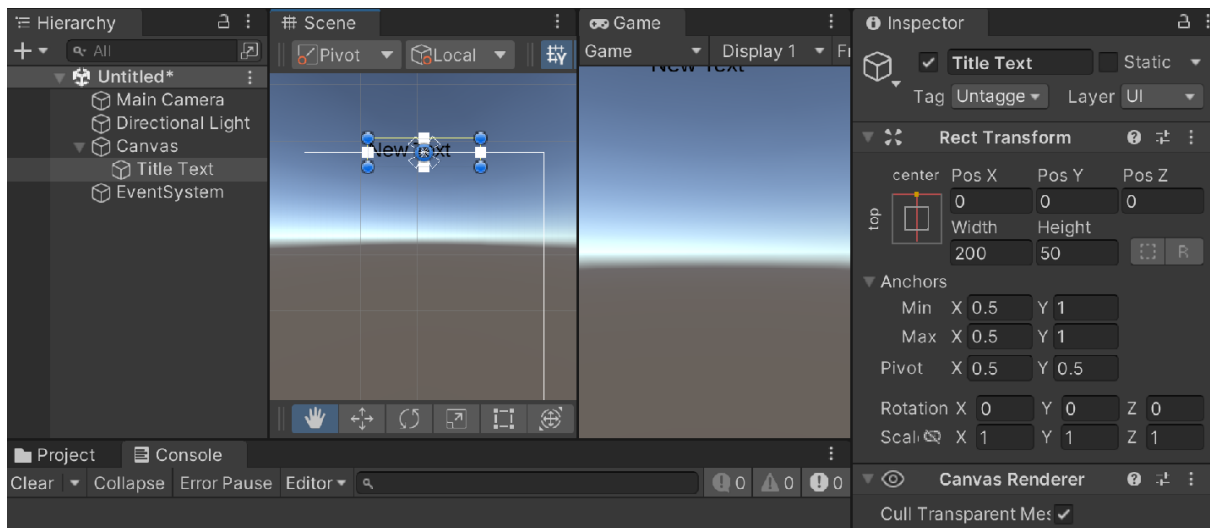 Hierarchy
All
Untitled*
Main Camera
Directional Light
Canvas
Title Text
EventSystem
Scene
Pivot
Local
New Text
Game
Game
Display 1
New Text
Inspector
Title Text
Static
Tag Untagge Layer UI
Rect Transform
center Pos X Pos Y Pos Z
top
0 0 0
Width Height
200 50
R
Anchors
Min X 0.5 Y 1
Max X 0.5 Y 1
Pivot X 0.5 Y 0.5
Rotation X 0 Y 0 Z 0
Scal X 1 Y 1 Z 1
Canvas Renderer
Cull Transparent Mes
Project Console
Clear Collapse Error Pause Editor 0 0 0